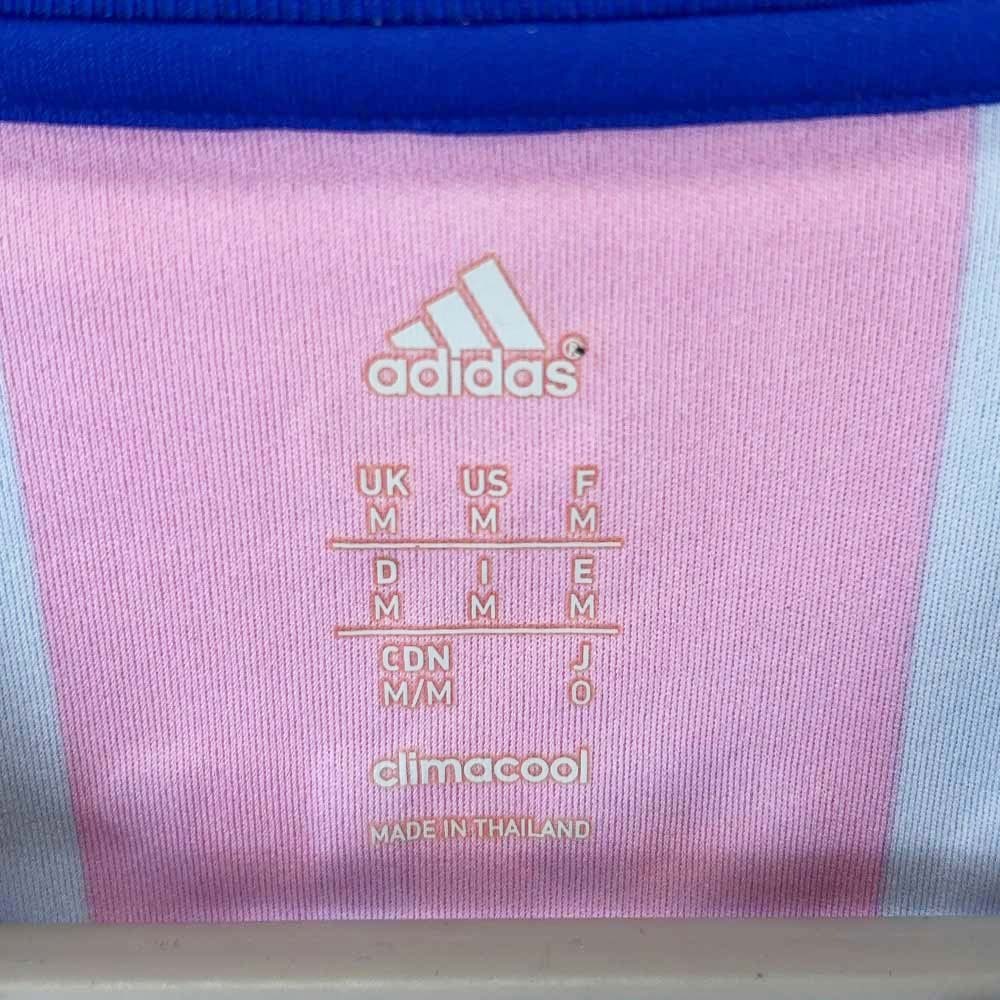 adidas®
UK US F
M M M
D I E
M M M
CDN J
M/M O
climacool
MADE IN THAILAND